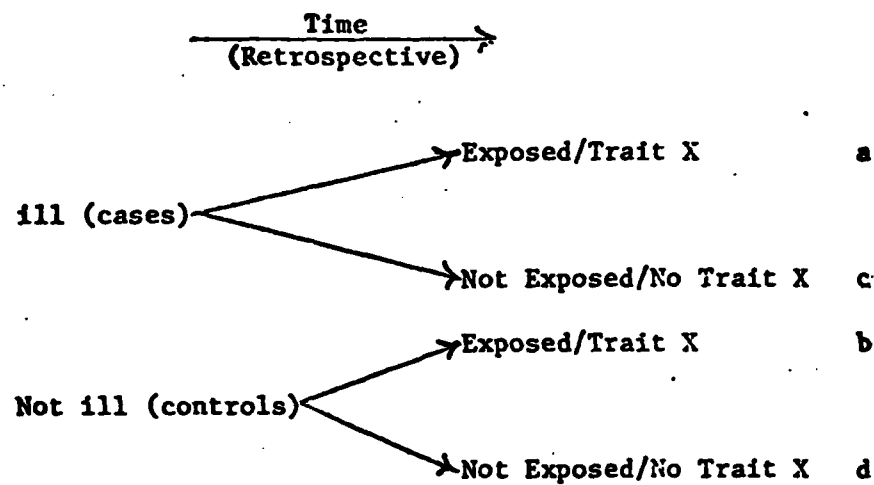 Time
(Retrospective)
Exposed/Trait X a
ill (cases)
Not Exposed/No Trait X c
Exposed/Trait X b
Not ill (controls)
Not Exposed/No Trait X d